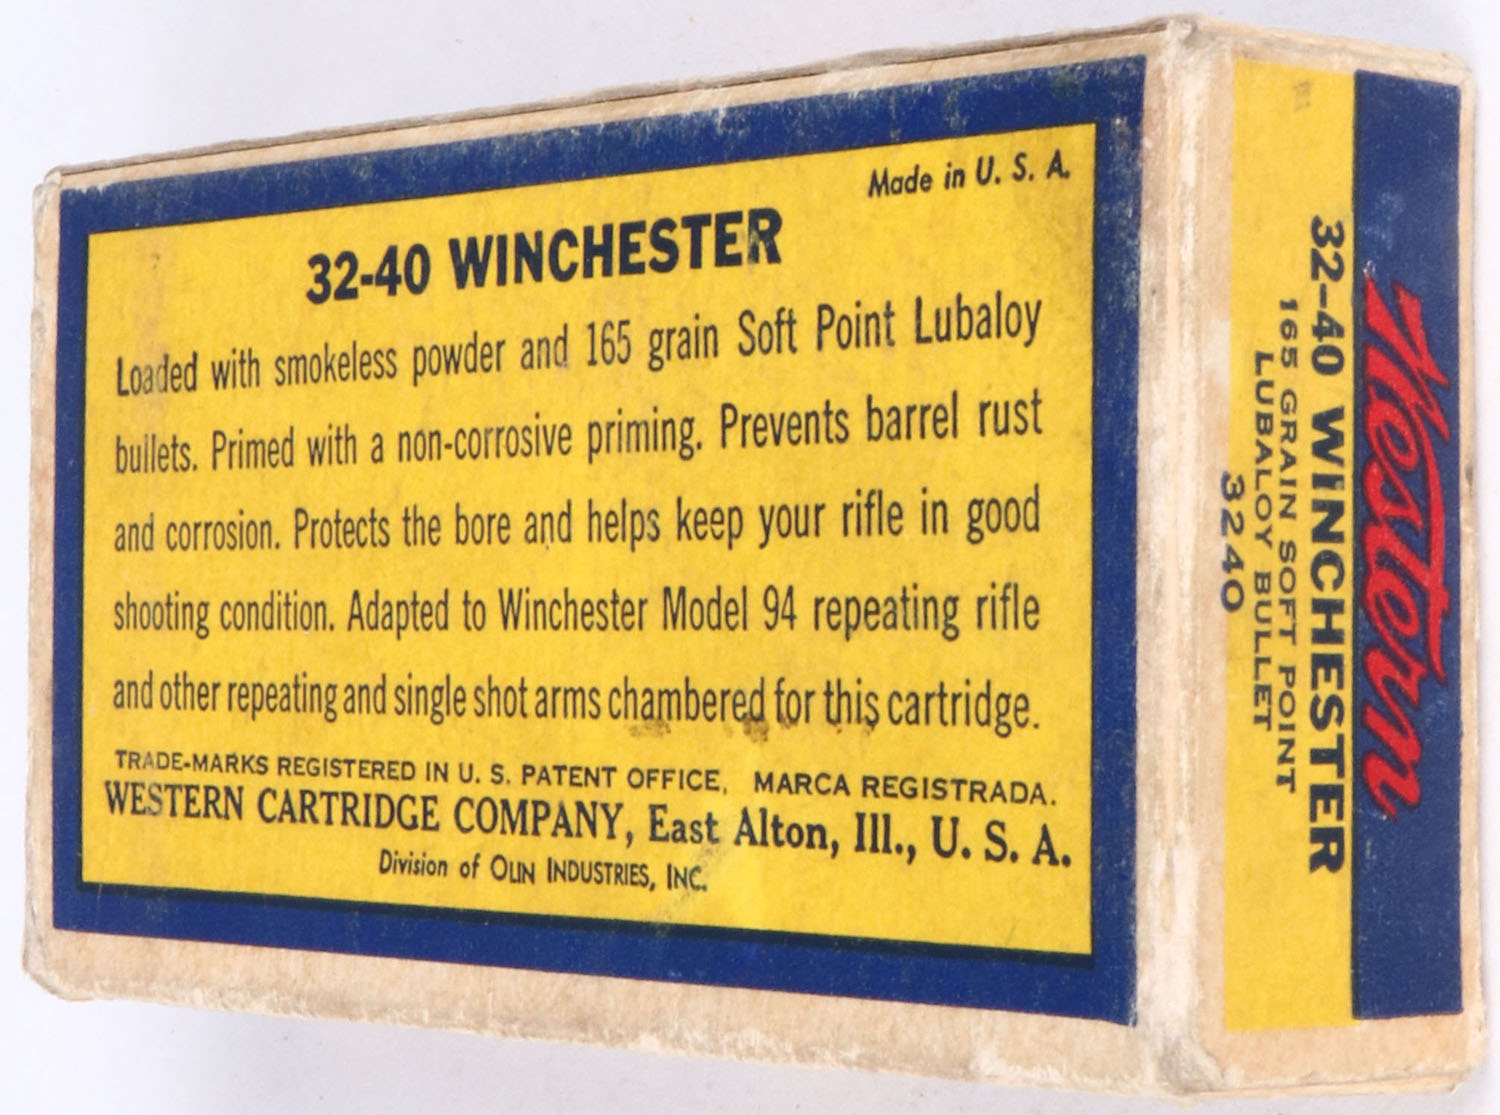 Made in U. S. A.
32-40 WINCHESTER
Loaded with smokeless powder and 165 grain Soft Point Lubaloy
bullets. Primed with a non-corrosive priming. Prevents barrel rust
and corrosion. Protects the bore and helps keep your rifle in good
shooting condition. Adapted to Winchester Model 94 repeating rifle
and other repeating and single shot arms chambered for this cartridge.
TRADE-MARKS REGISTERED IN U. S. PATENT OFFICE, MARCA REGISTRADA.
WESTERN CARTRIDGE COMPANY, East Alton, Ill., U. S. A.
Division of OLIN INDUSTRIES, INC.
Western
32-40 WINCHESTER
165 GRAIN SOFT POINT
LUBALOY BULLET
3240